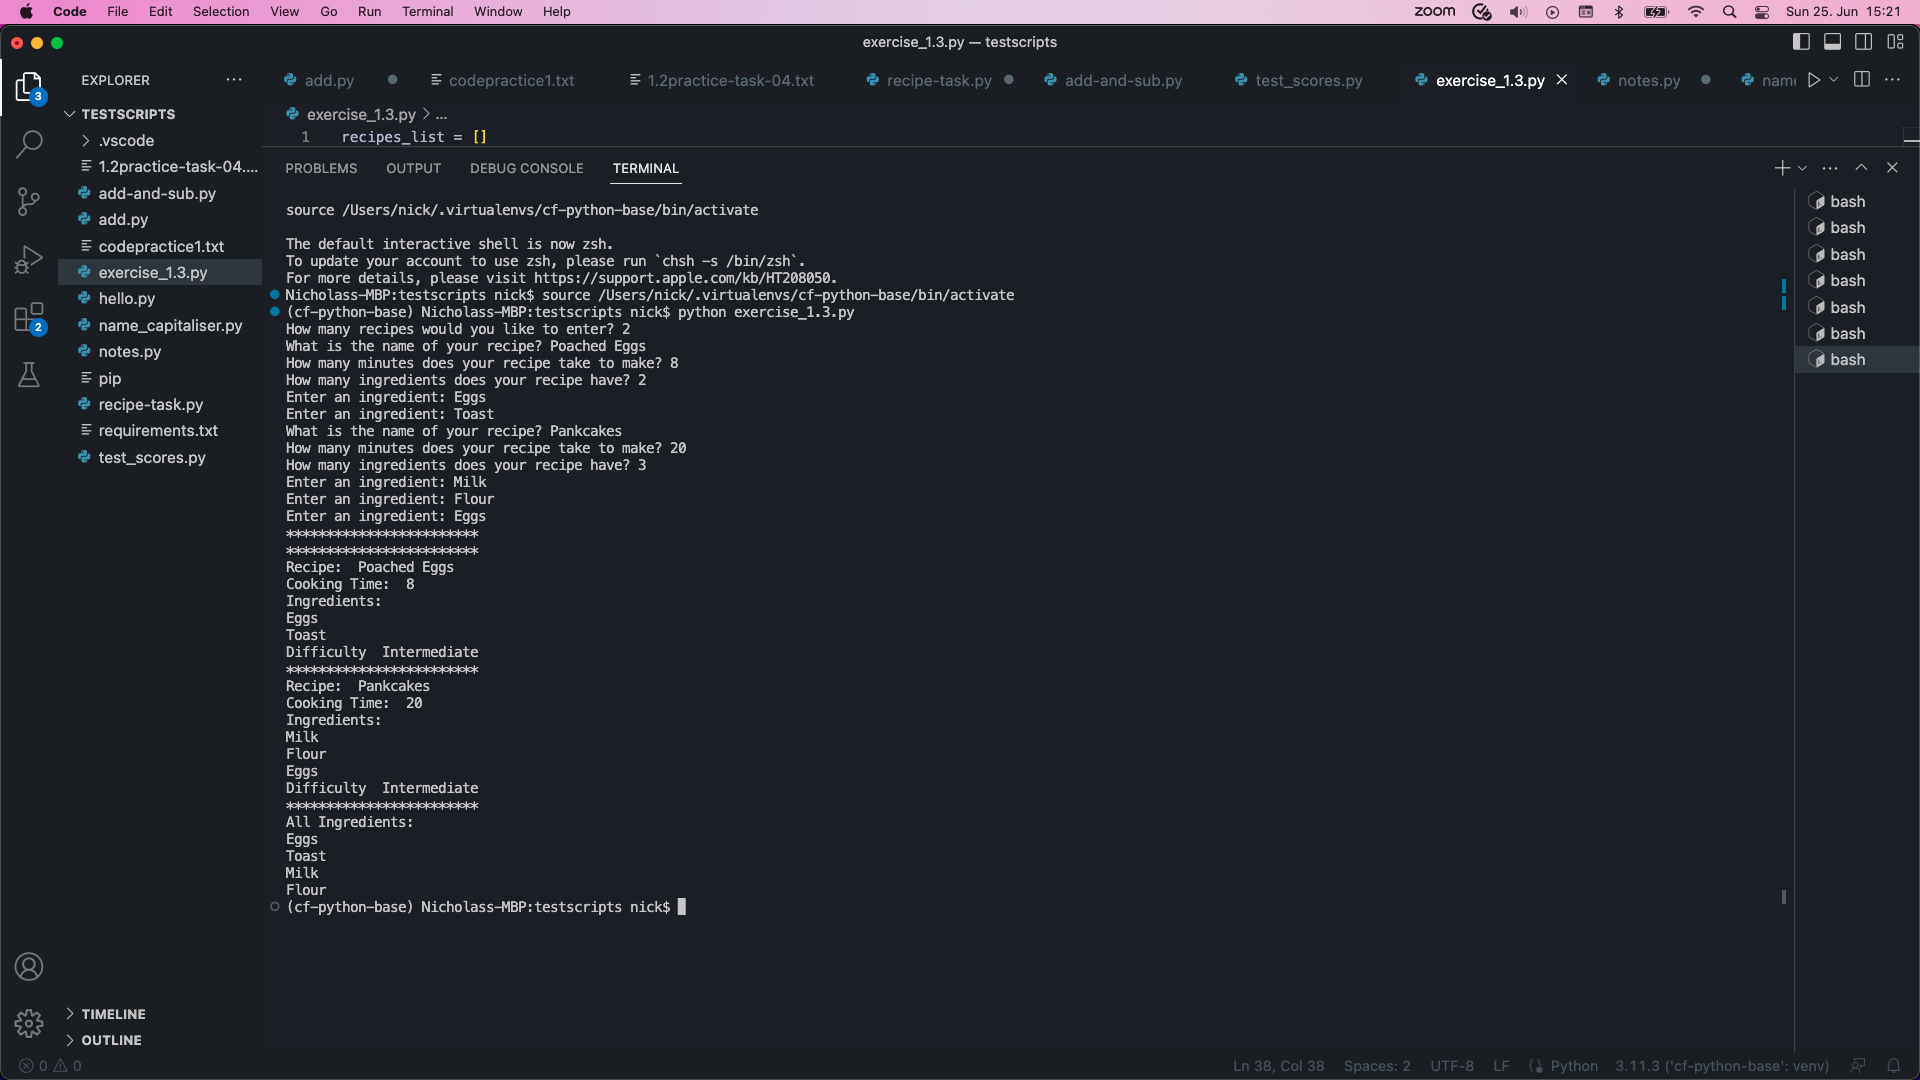 Code File Edit Selection View Go Run Terminal Window Help zoom Sun 25. Jun 15:21
exercise_1.3.py — testscripts
EXPLORER
add.py codepractice1.txt 1.2practice-task-04.txt recipe-task.py add-and-sub.py test_scores.py exercise_1.3.py notes.py name
3
TESTSCRIPTS
exercise_1.3.py > ...
1 recipes_list = []
.vscode
1.2practice-task-04....
add-and-sub.py
add.py
codepractice1.txt
exercise_1.3.py
hello.py
name_capitaliser.py
notes.py
pip
recipe-task.py
requirements.txt
test_scores.py
2
TIMELINE
OUTLINE
PROBLEMS OUTPUT DEBUG CONSOLE TERMINAL
source /Users/nick/.virtualenvs/cf-python-base/bin/activate
The default interactive shell is now zsh.
To update your account to use zsh, please run `chsh -s /bin/zsh`.
For more details, please visit https://support.apple.com/kb/HT208050.
Nicholass-MBP:testscripts nick$ source /Users/nick/.virtualenvs/cf-python-base/bin/activate
(cf-python-base) Nicholass-MBP:testscripts nick$ python exercise_1.3.py
How many recipes would you like to enter? 2
What is the name of your recipe? Poached Eggs
How many minutes does your recipe take to make? 8
How many ingredients does your recipe have? 2
Enter an ingredient: Eggs
Enter an ingredient: Toast
What is the name of your recipe? Pankcakes
How many minutes does your recipe take to make? 20
How many ingredients does your recipe have? 3
Enter an ingredient: Milk
Enter an ingredient: Flour
Enter an ingredient: Eggs
************************
************************
Recipe:  Poached Eggs
Cooking Time:  8
Ingredients:
Eggs
Toast
Difficulty  Intermediate
************************
Recipe:  Pankcakes
Cooking Time:  20
Ingredients:
Milk
Flour
Eggs
Difficulty  Intermediate
************************
All Ingredients:
Eggs
Toast
Milk
Flour
(cf-python-base) Nicholass-MBP:testscripts nick$
bash
bash
bash
bash
bash
bash
bash
0 0 Ln 38, Col 38 Spaces: 2 UTF-8 LF Python 3.11.3 ('cf-python-base': venv)